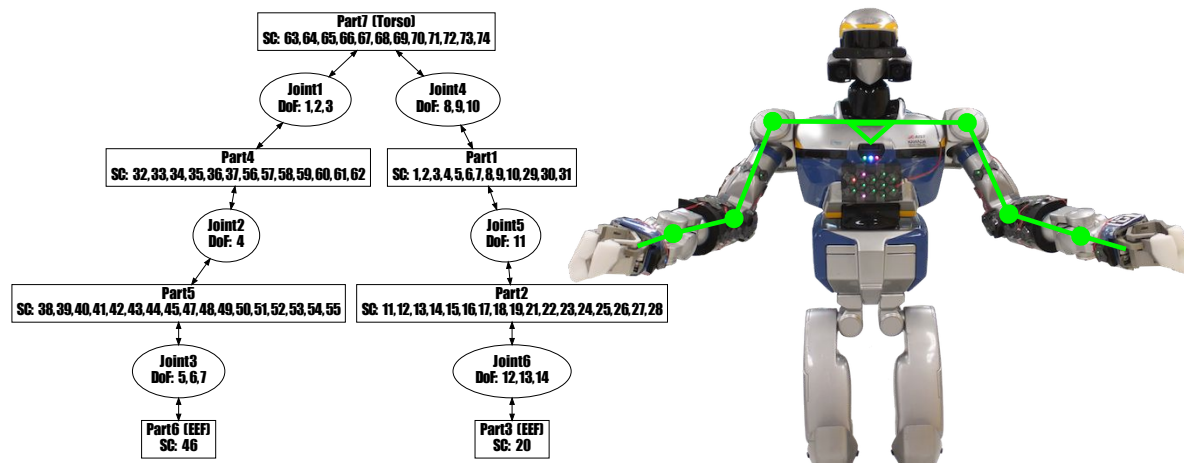 Part7 (Torso)
SC: 63,64,65,66,67,68,69,70,71,72,73,74
Joint1
DoF: 1,2,3
Joint4
DoF: 8,9,10
Part4
SC: 32,33,34,35,36,37,56,57,58,59,60,61,62
Part1
SC: 1,2,3,4,5,6,7,8,9,10,29,30,31
Joint2
DoF: 4
Joint5
DoF: 11
Part5
SC: 38,39,40,41,42,43,44,45,47,48,49,50,51,52,53,54,55
Part2
SC: 11,12,13,14,15,16,17,18,19,21,22,23,24,25,26,27,28
Joint3
DoF: 5,6,7
Joint6
DoF: 12,13,14
Part6 (EEF)
SC: 46
Part3 (EEF)
SC: 20